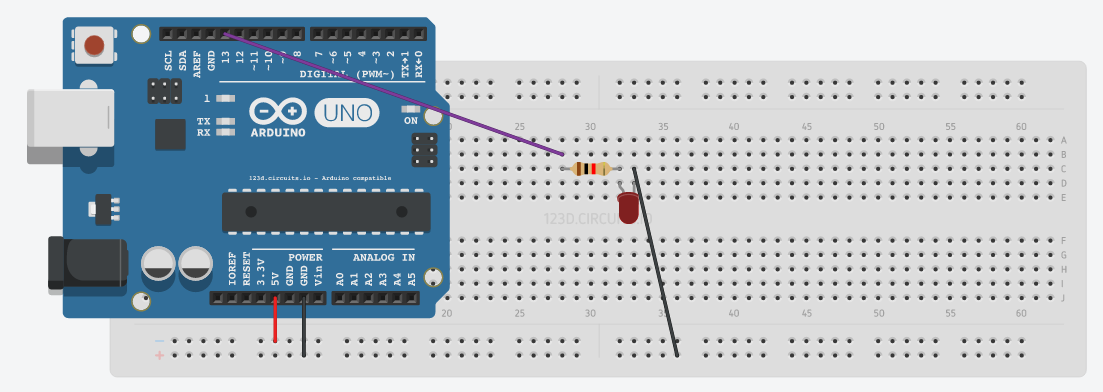 SCL
SDA
AREF
GND
13
12
~11
~10
~9
8
7
~6
~5
4
~3
2
TX→1
RX←0
DIGITAL (PWM~)
1
TX
RX
ARDUINO
UNO
ON
123d.circuits.io - Arduino compatible
IOREF
RESET
3.3V
5V
GND
GND
Vin
POWER
ANALOG IN
A0
A1
A2
A3
A4
A5
20 25 30 35 40 45 50 55 60
A
B
C
D
E
123D.CIRCU
F
G
H
I
J
20 25 30 35 40 45 50 55 60
−
+